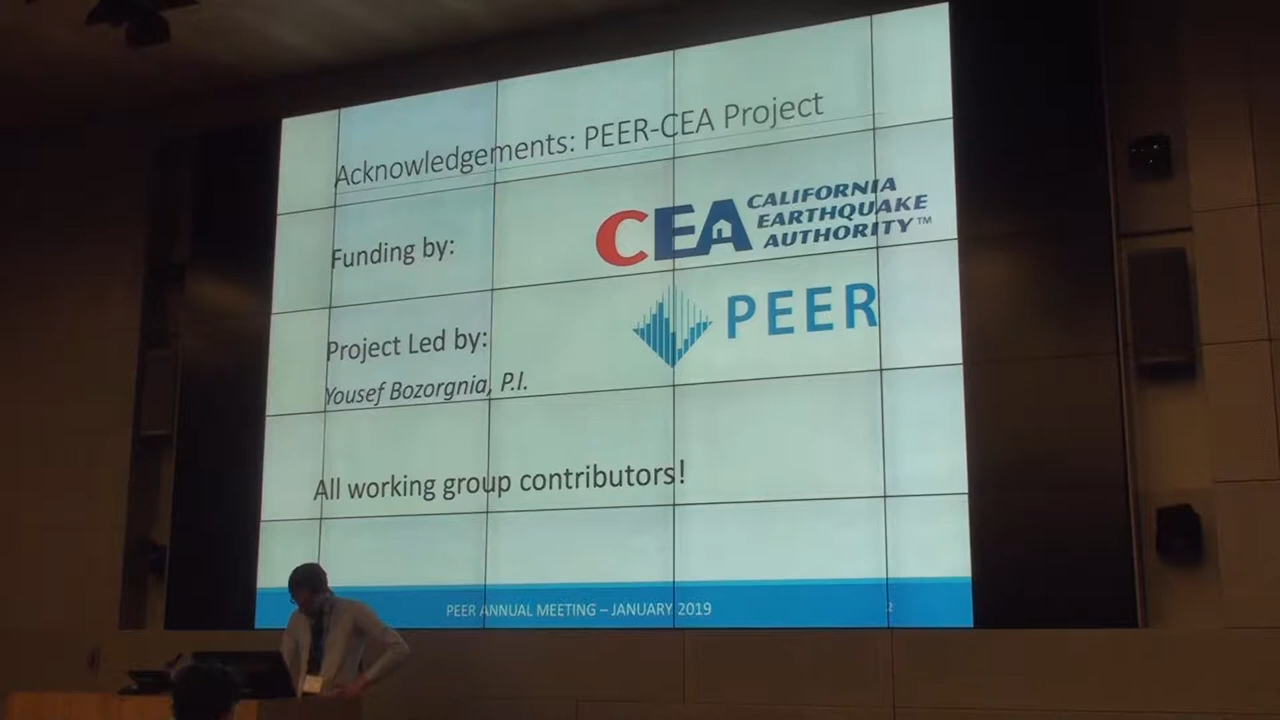 Acknowledgements: PEER-CEA Project
Funding by:
CEA
CALIFORNIA
EARTHQUAKE
AUTHORITY™
PEER
Project Led by:
Yousef Bozorgnia, P.I.
All working group contributors!
PEER ANNUAL MEETING – JANUARY 2019
2